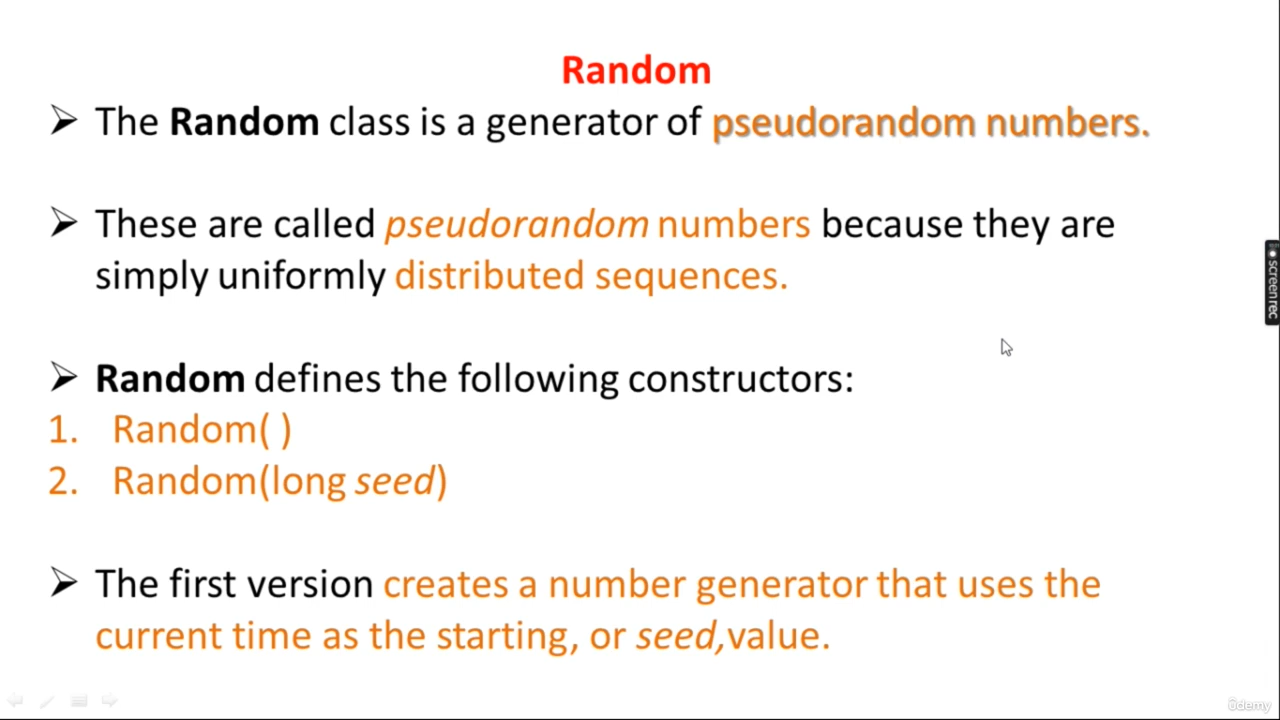 Random
➢ The Random class is a generator of pseudorandom numbers.
➢ These are called pseudorandom numbers because they are
simply uniformly distributed sequences.
➢ Random defines the following constructors:
1. Random( )
2. Random(long seed)
➢ The first version creates a number generator that uses the
current time as the starting, or seed,value.
screenrec
ûdemy